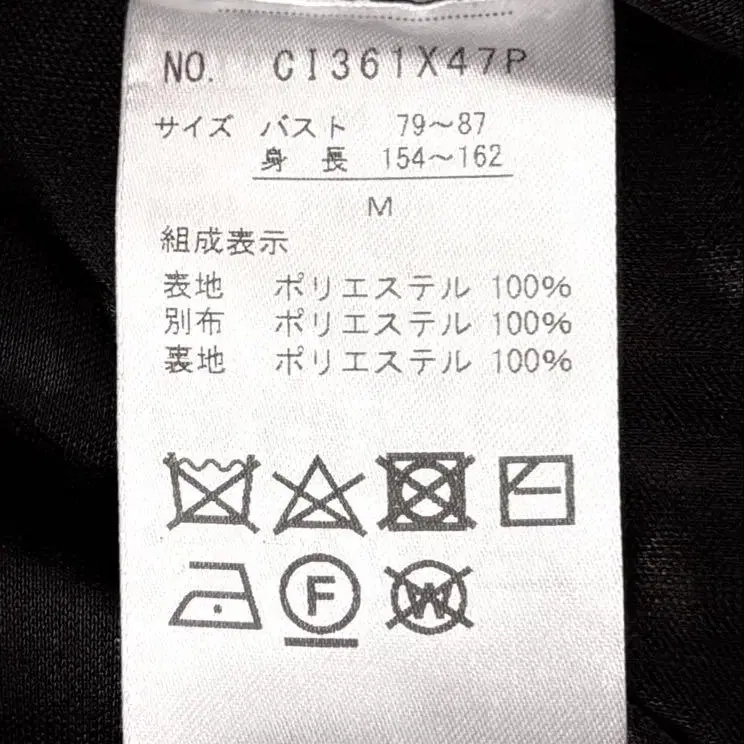 NO. CI361X47P
サイズ バスト 79～87
身 長 154～162
M
組成表示
表地 ポリエステル 100%
別布 ポリエステル 100%
裏地 ポリエステル 100%
F W